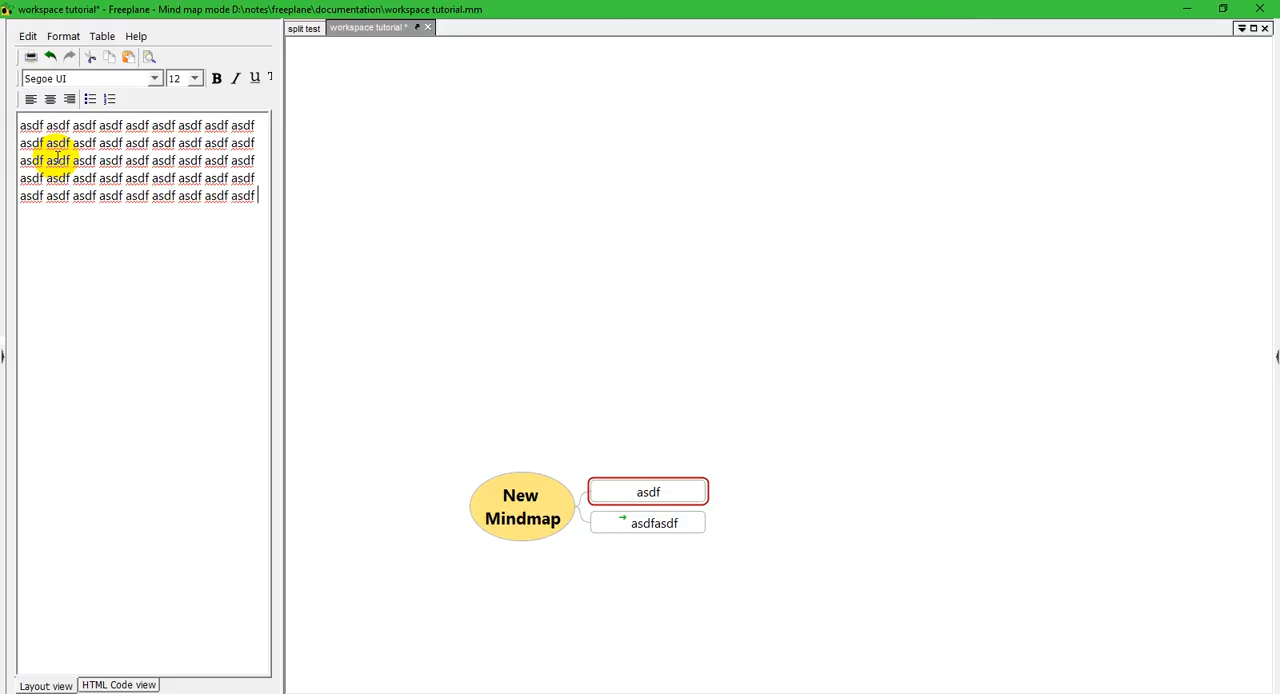 workspace tutorial* - Freeplane - Mind map mode D:\notes\freeplane\documentation\workspace tutorial.mm
split test workspace tutorial *
Edit Format Table Help
Segoe UI 12 B I U
asdf asdf asdf asdf asdf asdf asdf asdf asdf
asdf asdf asdf asdf asdf asdf asdf asdf asdf
asdf asdf asdf asdf asdf asdf asdf asdf asdf
asdf asdf asdf asdf asdf asdf asdf asdf asdf
asdf asdf asdf asdf asdf asdf asdf asdf asdf
New
Mindmap
asdf
asdfasdf
Layout view HTML Code view